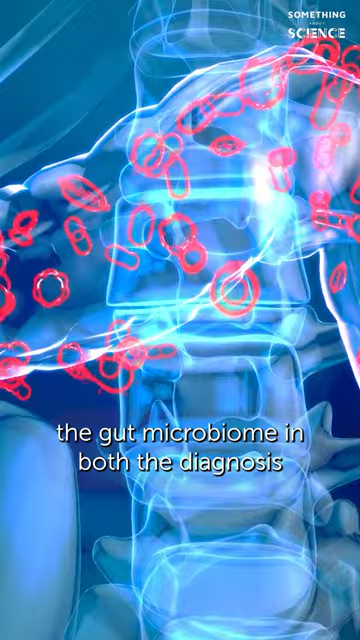 SOMETHING
ABOUT
SCIENCE
the gut microbiome in
both the diagnosis